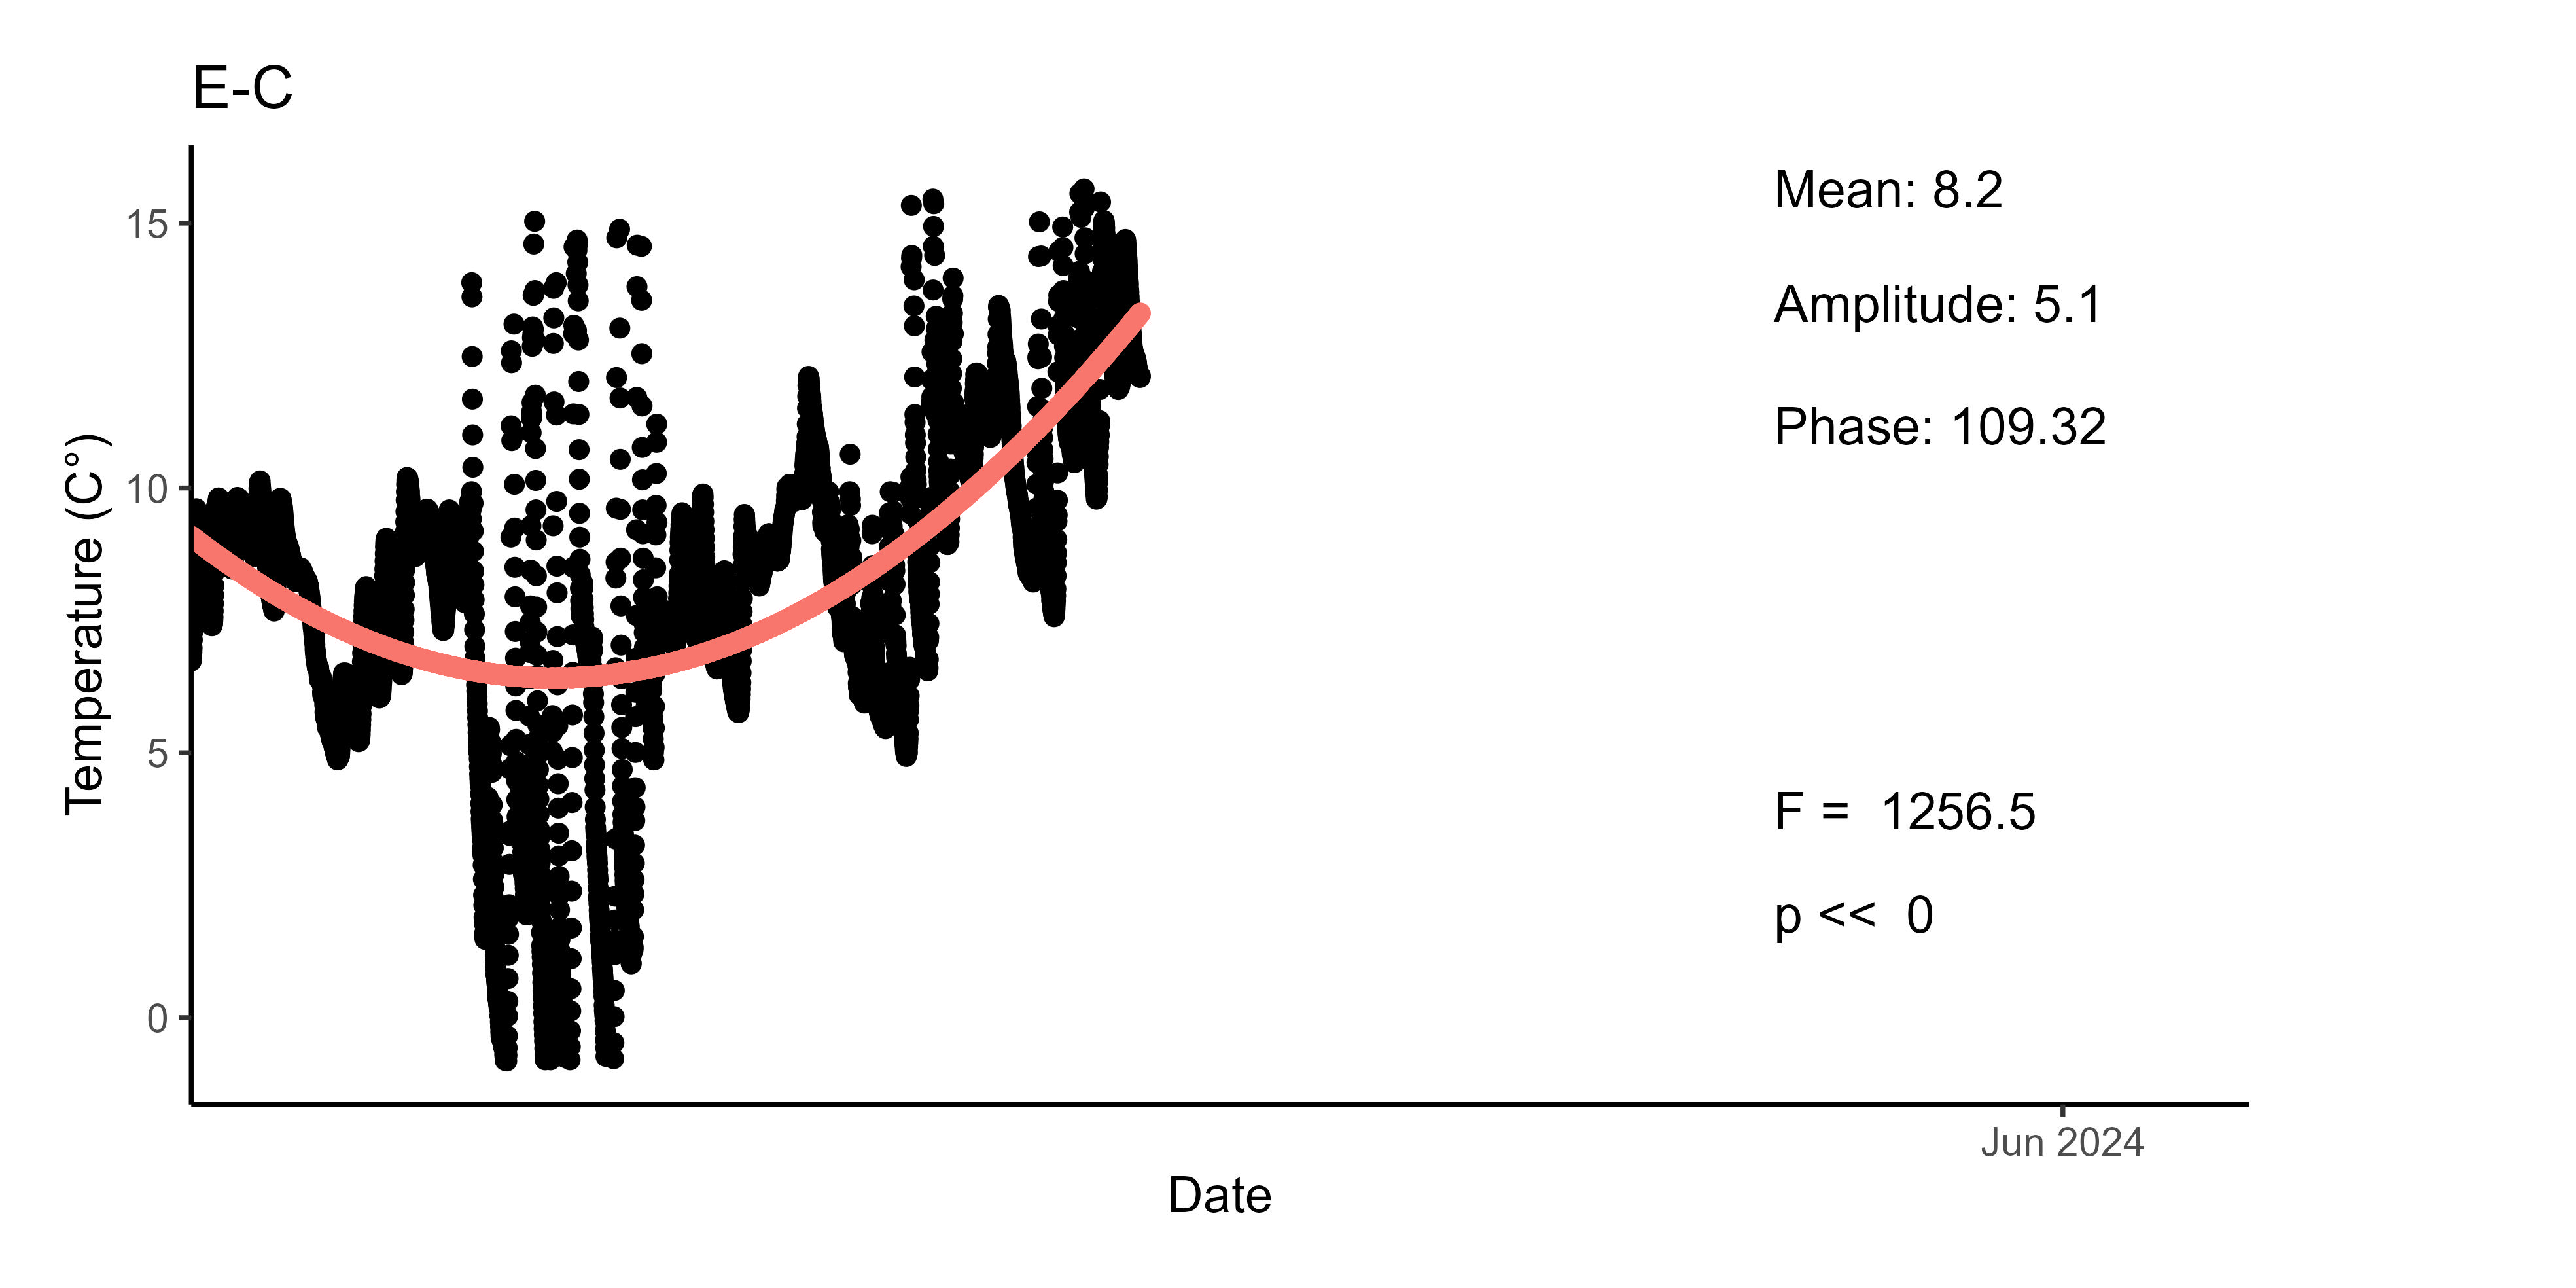 E-C
Temperature (C°)
15
10
5
0
Mean: 8.2
Amplitude: 5.1
Phase: 109.32
F = 1256.5
p << 0
Jun 2024
Date